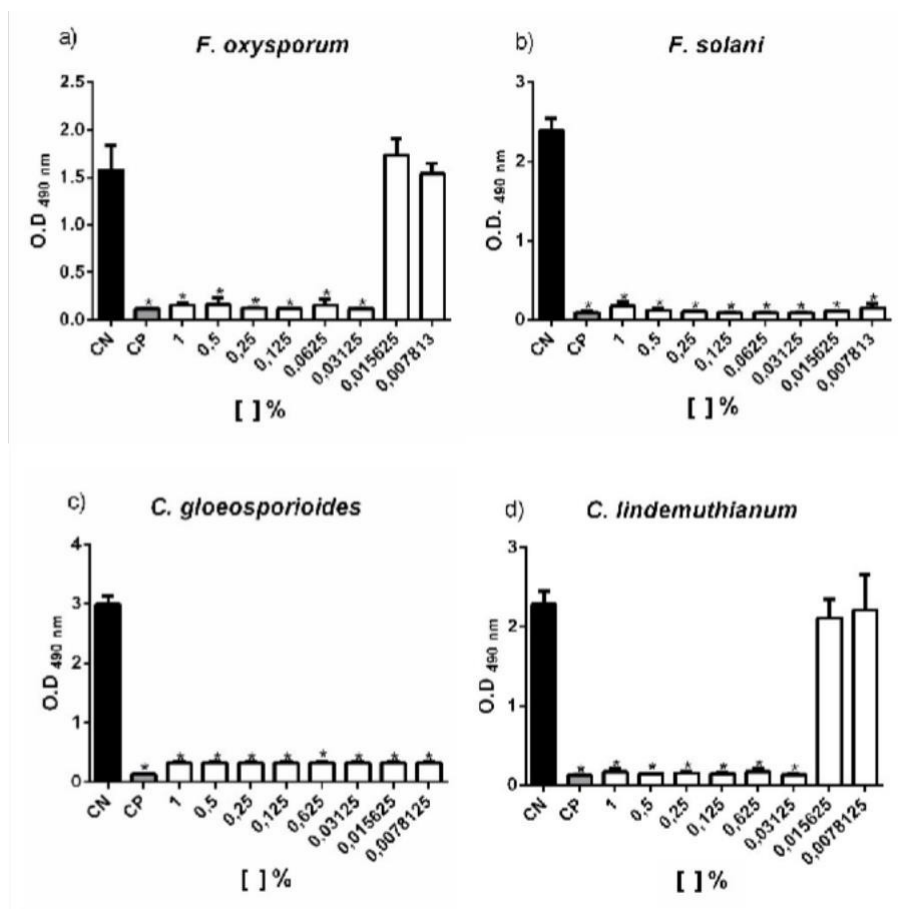 a)
F. oxysporum
2.5
2.0
1.5
1.0
0.5
0.0
O.D 490 nm
CN
CP
1
0,5
0,25
0,125
0.0625
0,03125
0,015625
0,007813
[ ] %
b)
F. solani
3
2
1
0
O.D. 490 nm
CN
CP
1
0.5
0,25
0,125
0.0625
0.03125
0,015625
0,007813
[ ] %
c)
C. gloeosporioides
4
3
2
1
0
O.D 490 nm
CN
CP
1
0,5
0,25
0,125
0,625
0.03125
0,015625
0,0078125
[ ] %
d)
C. lindemuthianum
3
2
1
0
O.D 490 nm
CN
CP
1
0,5
0,25
0,125
0,625
0,03125
0,015625
0,0078125
[ ] %